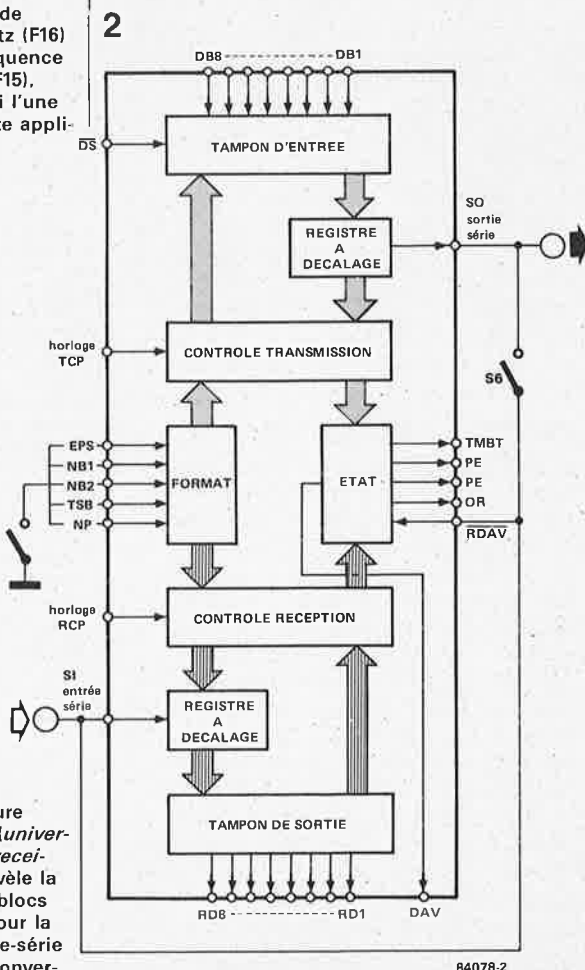 de
tz (F16)
quence
F15),
i l'une
te appli-
2
DB8 DB1
DS
TAMPON D'ENTREE
SO
sortie
série
REGISTRE
A
DECALAGE
horloge
TCP
CONTROLE TRANSMISSION
S6
EPS
NB1
NB2
TSB
NP
FORMAT
ETAT
TMBT
PE
PE
OR
RDAV
horloge
RCP
CONTROLE RECEPTION
SI
entrée
série
REGISTRE
A
DECALAGE
TAMPON DE SORTIE
RD8 RD1 DAV
ure
(univer-
recei-
vèle la
blocs
our la
e-série
onver-
84078-2